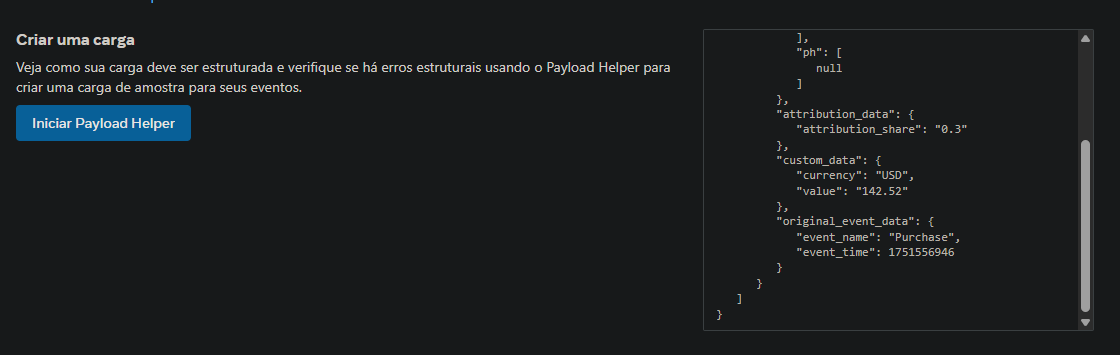 Criar uma carga
Veja como sua carga deve ser estruturada e verifique se há erros estruturais usando o Payload Helper para
criar uma carga de amostra para seus eventos.
Iniciar Payload Helper
],
"ph": [
null
]
},
"attribution_data": {
"attribution_share": "0.3"
},
"custom_data": {
"currency": "USD",
"value": "142.52"
},
"original_event_data": {
"event_name": "Purchase",
"event_time": 1751556946
}
}
]
}